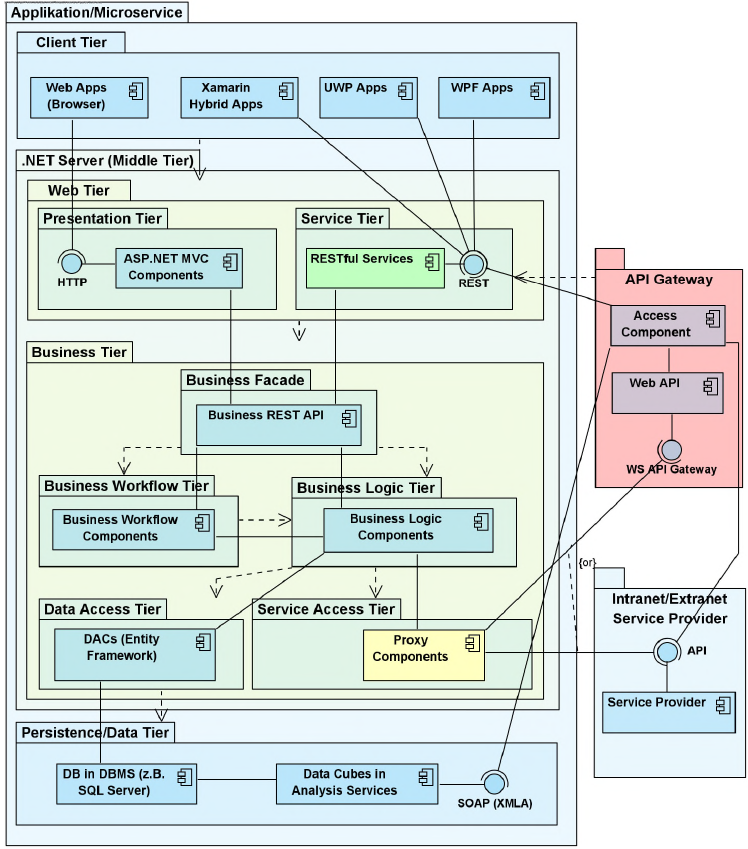 Applikation/Microservice
Client Tier
Web Apps
(Browser)
Xamarin
Hybrid Apps
UWP Apps
WPF Apps
.NET Server (Middle Tier)
Web Tier
Presentation Tier
Service Tier
ASP.NET MVC
Components
RESTful Services
HTTP
REST
API Gateway
Access
Component
Web API
WS API Gateway
Business Tier
Business Facade
Business REST API
Business Workflow Tier
Business Logic Tier
Business Workflow
Components
Business Logic
Components
{or}
Data Access Tier
Service Access Tier
Intranet/Extranet
Service Provider
DACs (Entity
Framework)
Proxy
Components
API
Service Provider
Persistence/Data Tier
DB in DBMS (z.B.
SQL Server)
Data Cubes in
Analysis Services
SOAP (XMLA)